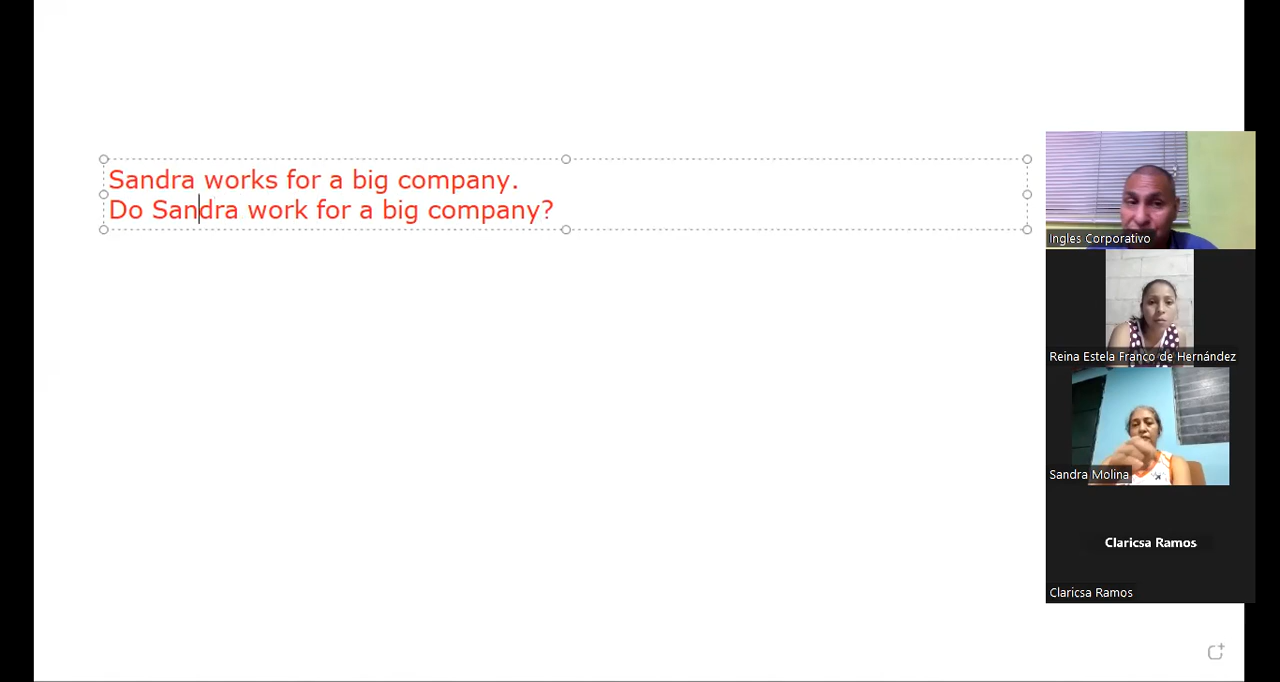 Sandra works for a big company.
Do Sandra work for a big company?
Ingles Corporativo
Reina Estela Franco de Hernández
Sandra Molina
Claricsa Ramos
Claricsa Ramos